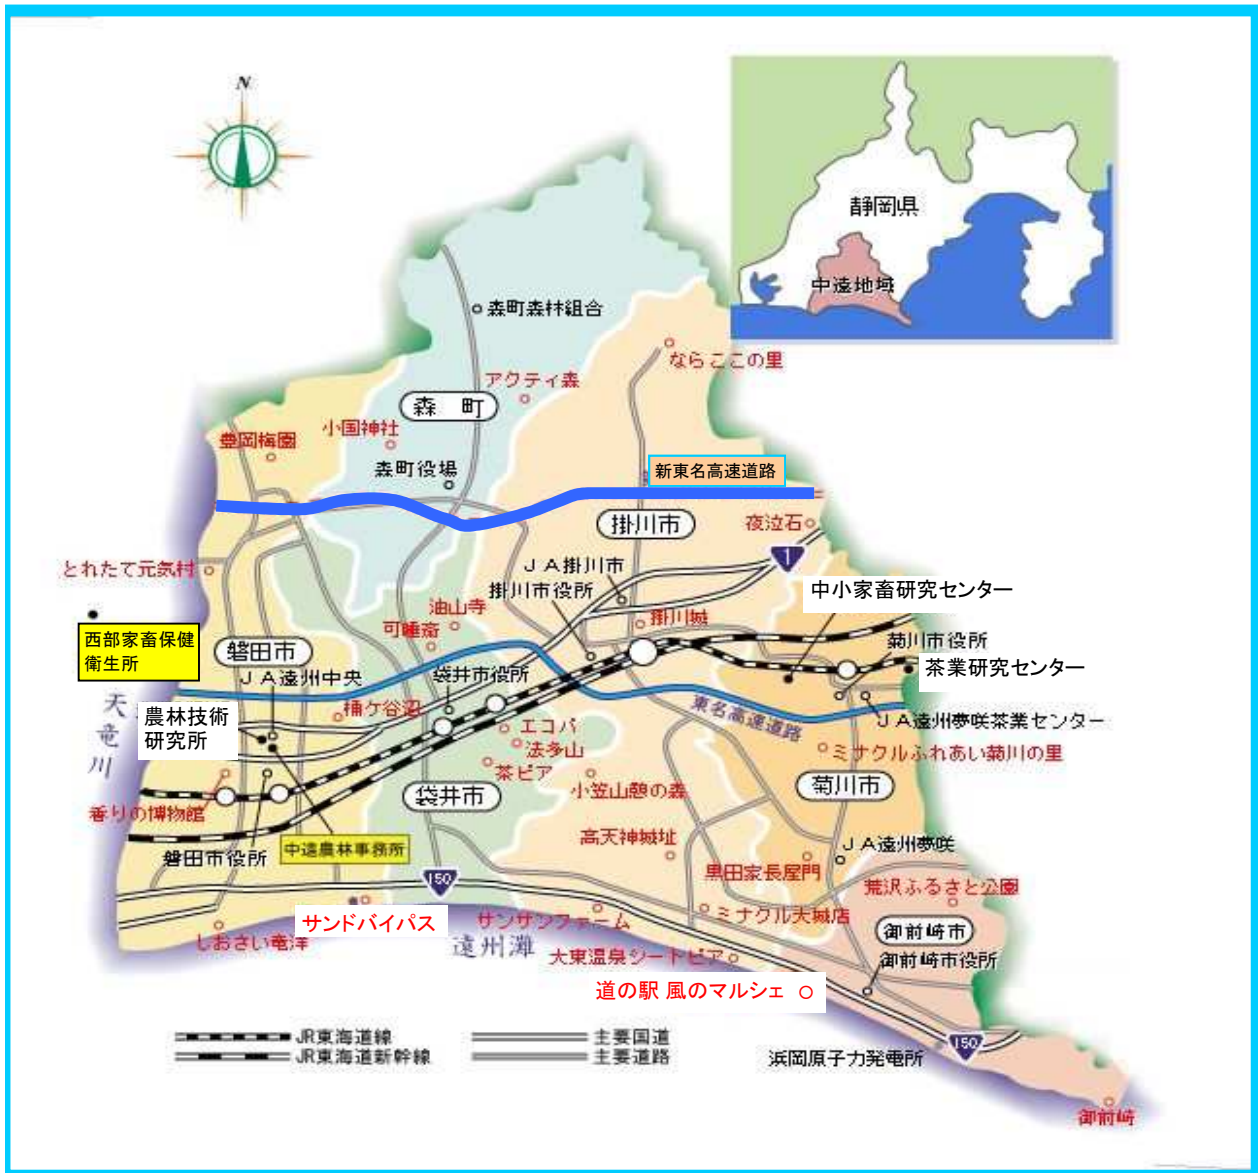 N
静岡県
中遠地域
森町森林組合
ならここの里
アクティ森
森 町
小国神社
豊岡梅園
森町役場
新東名高速道路
掛川市
夜泣石
1
JA掛川市
掛川市役所
とれたて元気村
中小家畜研究センター
油山寺
掛川城
可睡斎
菊川市役所
西部家畜保健
衛生所
磐田市
茶業研究センター
JA遠州中央
袋井市役所
天竜川
桶ケ谷沼
東名高速道路
JA遠州夢咲茶業センター
農林技術
研究所
エコパ
法多山
ミナクルふれあい菊川の里
茶ピア
小笠山憩の森
菊川市
袋井市
香りの博物館
高天神城址
中遠農林事務所
JA遠州夢咲
磐田市役所
黒田家長屋門
150
荒沢ふるさと公園
サンドバイパス
サンサンファーム
ミナクル大城店
しおさい竜洋
遠州灘
御前崎市
大東温泉シートピア
御前崎市役所
道の駅 風のマルシェ
JR東海道線
主要国道
JR東海道新幹線
主要道路
150
浜岡原子力発電所
御前崎